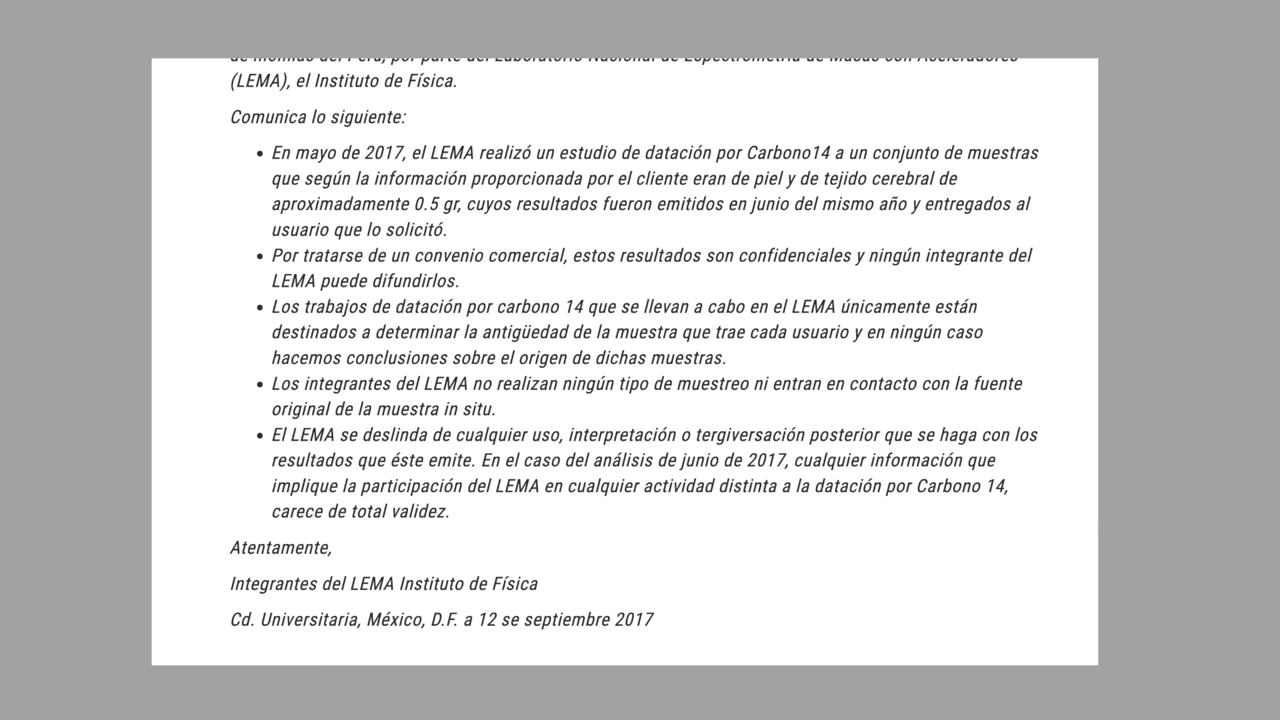 (LEMA), el Instituto de Física.
Comunica lo siguiente:
• En mayo de 2017, el LEMA realizó un estudio de datación por Carbono14 a un conjunto de muestras
que según la información proporcionada por el cliente eran de piel y de tejido cerebral de
aproximadamente 0.5 gr, cuyos resultados fueron emitidos en junio del mismo año y entregados al
usuario que lo solicitó.
• Por tratarse de un convenio comercial, estos resultados son confidenciales y ningún integrante del
LEMA puede difundirlos.
• Los trabajos de datación por carbono 14 que se llevan a cabo en el LEMA únicamente están
destinados a determinar la antigüedad de la muestra que trae cada usuario y en ningún caso
hacemos conclusiones sobre el origen de dichas muestras.
• Los integrantes del LEMA no realizan ningún tipo de muestreo ni entran en contacto con la fuente
original de la muestra in situ.
• El LEMA se deslinda de cualquier uso, interpretación o tergiversación posterior que se haga con los
resultados que éste emite. En el caso del análisis de junio de 2017, cualquier información que
implique la participación del LEMA en cualquier actividad distinta a la datación por Carbono 14,
carece de total validez.
Atentamente,
Integrantes del LEMA Instituto de Física
Cd. Universitaria, México, D.F. a 12 se septiembre 2017